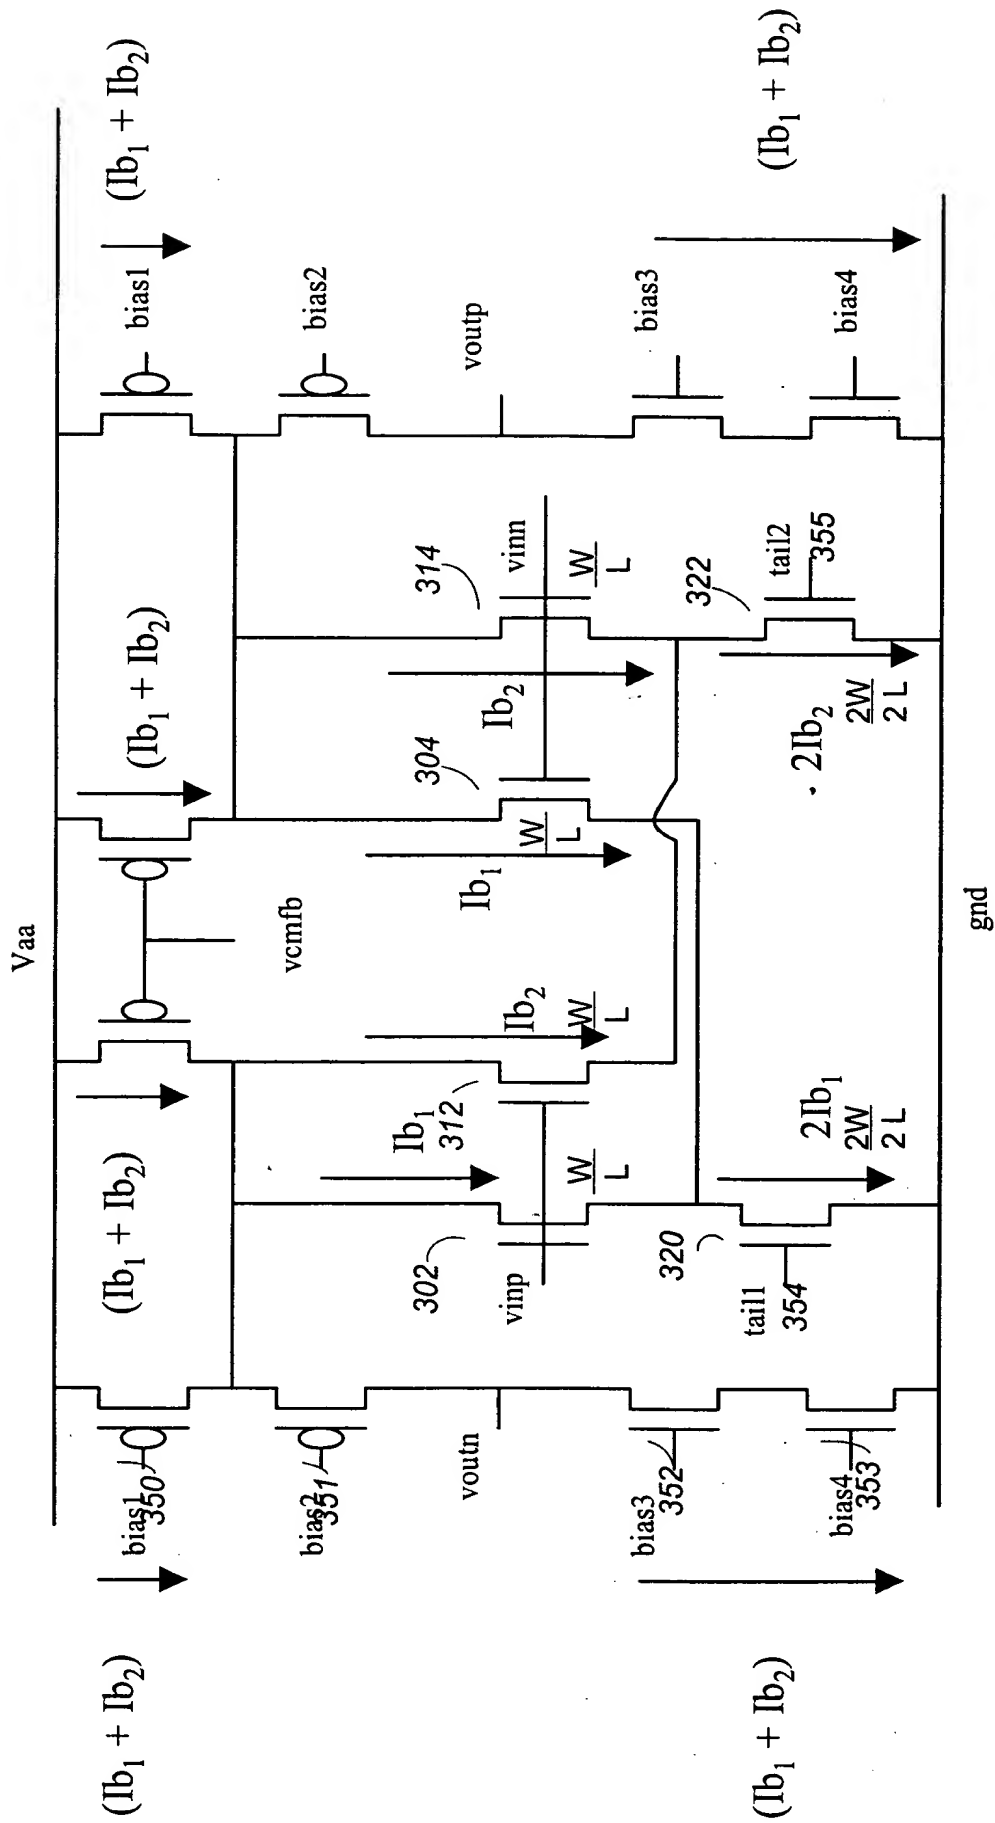 Vaa
(Ib₁ + Ib₂)
(Ib₁ + Ib₂)
(Ib₁ + Ib₂)
(Ib₁ + Ib₂)
bias1
350
bias1
bias2
351
vcmfb
bias2
voutn
302
vinp
Ib₁
312
W
L
Ib₂
W
L
Ib₁
304
W
L
Ib₂
314
vinn
W
L
voutp
bias3
352
bias3
bias4
353
tail1
354
320
2Ib₁
2W
2 L
2Ib₂
2W
2 L
322
tail2
355
bias4
(Ib₁ + Ib₂)
(Ib₁ + Ib₂)
gnd